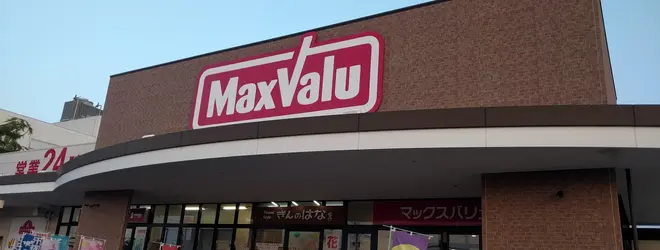 MaxValu
営業24
ぎんのはな
マックスバリュ
花